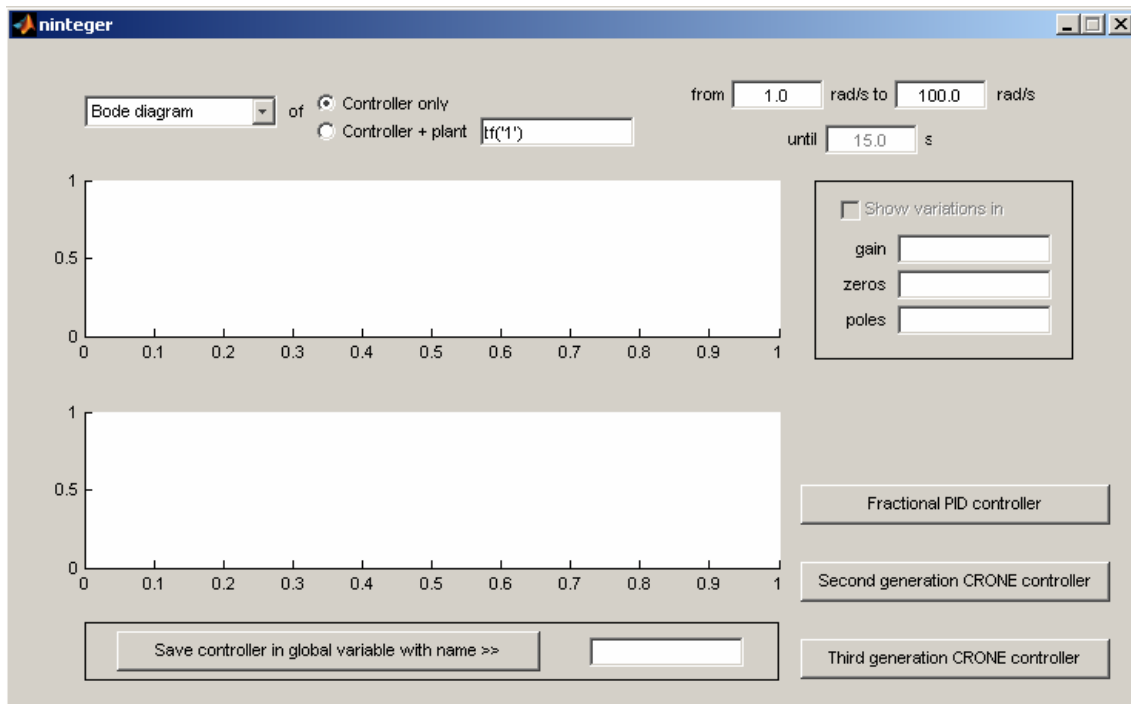 ninteger
Bode diagram of Controller only from 1.0 rad/s to 100.0 rad/s
Controller + plant tf('1')
until 15.0 s
Show variations in
gain
zeros
poles
1
0.5
0
0 0.1 0.2 0.3 0.4 0.5 0.6 0.7 0.8 0.9 1
1
0.5
0
0 0.1 0.2 0.3 0.4 0.5 0.6 0.7 0.8 0.9 1
Fractional PID controller
Second generation CRONE controller
Save controller in global variable with name >>
Third generation CRONE controller